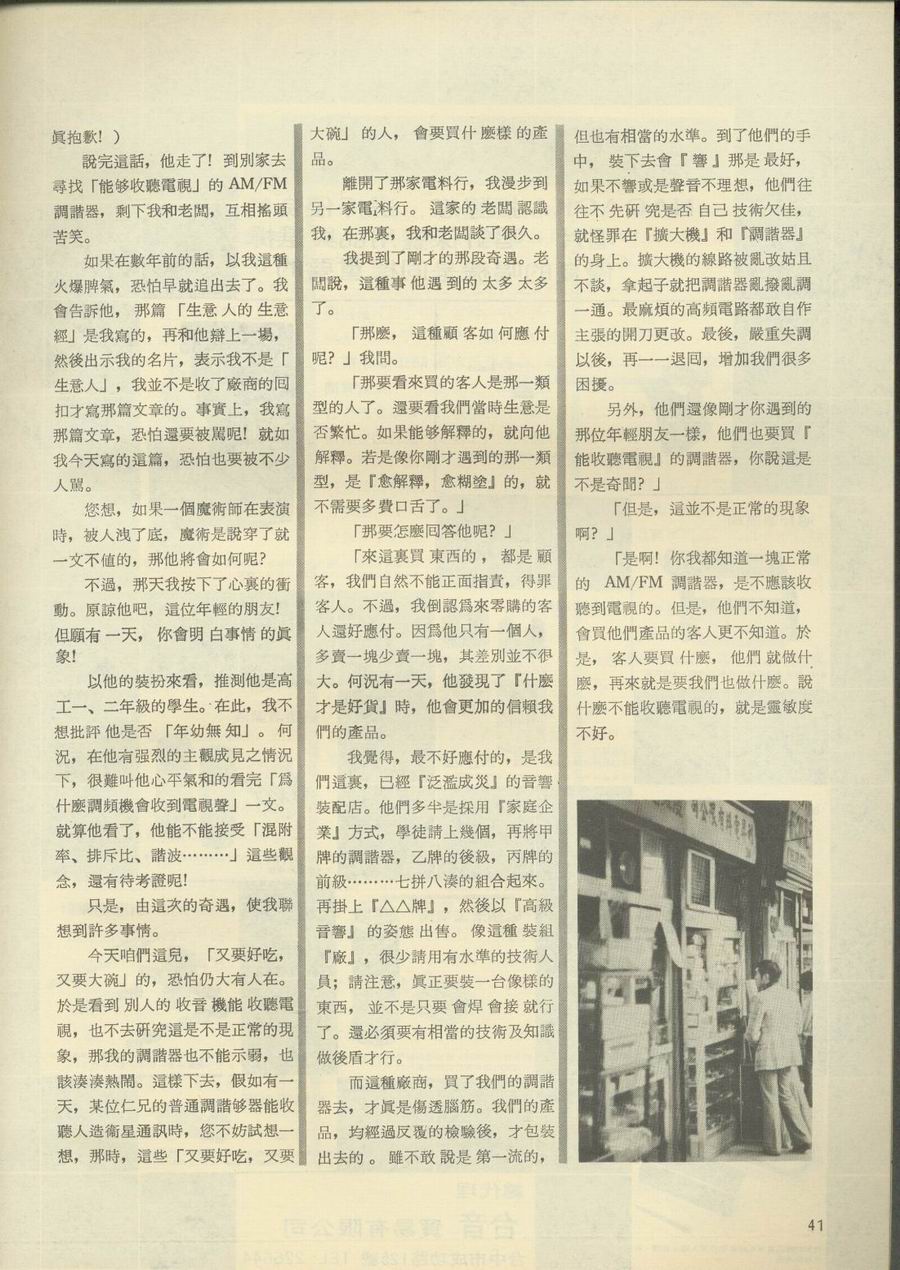 眞抱歉！）
說完這話，他走了！到別家去
尋找「能够收聽電視」的 AM/FM
調諧器，剩下我和老闆，互相搖頭
苦笑。
如果在數年前的話，以我這種
火爆脾氣，恐怕早就追出去了。我
會告訴他，那篇「生意人的生意
經」是我寫的，再和他辯上一場，
然後出示我的名片，表示我不是「
生意人」，我並不是收了廠商的回
扣才寫那篇文章的。事實上，我寫
那篇文章，恐怕還要被罵呢！就如
我今天寫的這篇，恐怕也要被不少
人罵。
您想，如果一個魔術師在表演
時，被人洩了底，魔術是說穿了就
一文不値的，那他將會如何呢？
不過，那天我按下了心裏的衝
動。原諒他吧，這位年輕的朋友！
但願有一天，你會明白事情的眞
象！
以他的裝扮來看，推測他是高
工一、二年級的學生。在此，我不
想批評他是否「年幼無知」。何
況，在他有强烈的主觀成見之情況
下，很難叫他心平氣和的看完「爲
什麼調頻機會收到電視聲」一文。
就算他看了，他能不能接受「混附
率、排斥比、諧波………」這些觀
念，還有待考證呢！
只是，由這次的奇遇，使我聯
想到許多事情。
今天咱們這兒，「又要好吃，
又要大碗」的，恐怕仍大有人在。
於是看到別人的收音機能收聽電
視，也不去研究這是不是正常的現
象，那我的調諧器也不能示弱，也
該湊湊熱鬧。這樣下去，假如有一
天，某位仁兄的普通調諧够器能收
聽人造衞星通訊時，您不妨試想一
想，那時，這些「又要好吃，又要
大碗」的人，會要買什麼樣的產
品。
離開了那家電料行，我漫步到
另一家電料行。這家的老闆認識
我，在那裏，我和老闆談了很久。
我提到了剛才的那段奇遇。老
闆說，這種事他遇到的太多太多
了。
「那麼，這種顧客如何應付
呢？」我問。
「那要看來買的客人是那一類
型的人了。還要看我們當時生意是
否繁忙。如果能够解釋的，就向他
解釋。若是像你剛才遇到的那一類
型，是『愈解釋，愈糊塗』的，就
不需要多費口舌了。」
「那要怎麼回答他呢？」
「來這裏買東西的，都是顧
客，我們自然不能正面指責，得罪
客人。不過，我倒認爲來零購的客
人還好應付。因爲他只有一個人，
多賣一塊少賣一塊，其差別並不很
大。何況有一天，他發現了『什麼
才是好貨』時，他會更加的信賴我
們的產品。
我覺得，最不好應付的，是我
們這裏，已經『泛濫成災』的音響
裝配店。他們多半是採用『家庭企
業』方式，學徒請上幾個，再將甲
牌的調諧器，乙牌的後級，丙牌的
前級………七拼八湊的組合起來。
再掛上『△△牌』，然後以『高級
音響』的姿態出售。像這種裝組
『廠』，很少請用有水準的技術人
員；請注意，眞正要裝一台像樣的
東西，並不是只要會焊會接就行
了。還必須要有相當的技術及知識
做後盾才行。
而這種廠商，買了我們的調諧
器去，才眞是傷透腦筋。我們的產
品，均經過反覆的檢驗後，才包裝
出去的。雖不敢說是第一流的，
但也有相當的水準。到了他們的手
中，裝下去會『響』那是最好，
如果不響或是聲音不理想，他們往
往不先研究是否自己技術欠佳，
就怪罪在『擴大機』和『調諧器』
的身上。擴大機的線路被亂改姑且
不談，拿起子就把調諧器亂撥亂調
一通。最麻煩的高頻電路都敢自作
主張的開刀更改。最後，嚴重失調
以後，再一一退回，增加我們很多
困擾。
另外，他們還像剛才你遇到的
那位年輕朋友一樣，他們也要買『
能收聽電視』的調諧器，你說這是
不是奇聞？」
「但是，這並不是正常的現象
啊？」
「是啊！你我都知道一塊正常
的 AM/FM 調諧器，是不應該收
聽到電視的。但是，他們不知道，
會買他們產品的客人更不知道。於
是，客人要買什麼，他們就做什
麼，再來就是要我們也做什麼。說
什麼不能收聽電視的，就是靈敏度
不好。
41